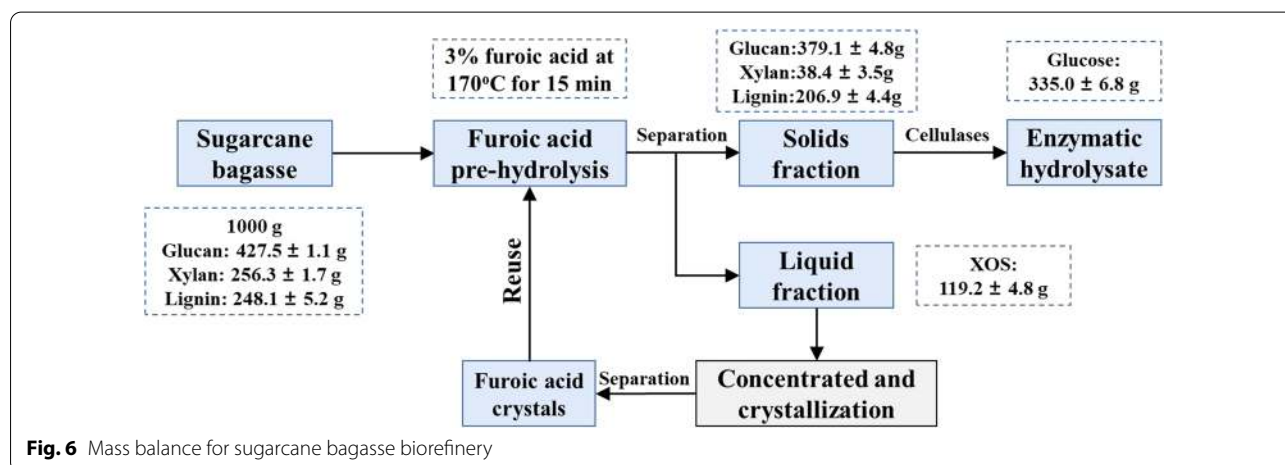 3% furoic acid at
170°C for 15 min
Glucan:379.1 ± 4.8g
Xylan:38.4 ± 3.5g
Lignin:206.9 ± 4.4g
Glucose:
335.0 ± 6.8 g
Sugarcane
bagasse
Furoic acid
pre-hydrolysis
Separation
Solids
fraction
Cellulases
Enzymatic
hydrolysate
1000 g
Glucan: 427.5 ± 1.1 g
Xylan: 256.3 ± 1.7 g
Lignin: 248.1 ± 5.2 g
Reuse
Liquid
fraction
XOS:
119.2 ± 4.8 g
Furoic acid
crystals
Separation
Concentrated and
crystallization
Fig. 6 Mass balance for sugarcane bagasse biorefinery